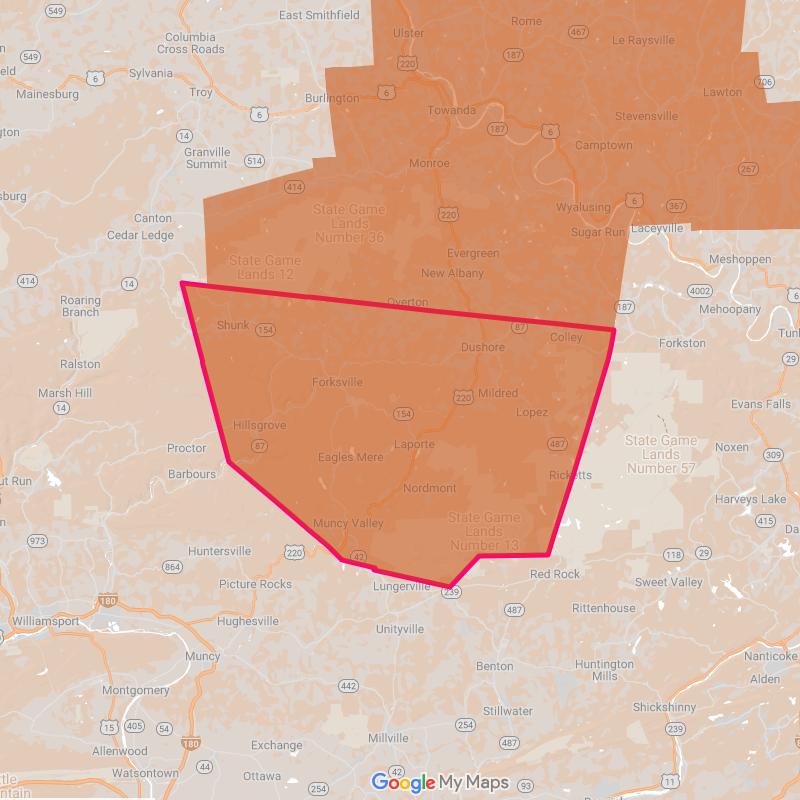 549
East Smithfield
Rome
Ulster
Columbia
Cross Roads
467
Le Raysville
549
187
220
6
Sylvania
706
Mainesburg
Troy
6
Lawton
Burlington
Towanda
6
Stevensville
187
6
14
Camptown
Granville
Summit
514
Monroe
267
414
Wyalusing
6
367
State Game
Lands
Number 36
220
Canton
Cedar Ledge
Sugar Run
Laceyville
Evergreen
State Game
Lands 12
New Albany
Meshoppen
414
14
4002
6
Roaring
Branch
Overton
187
Mehoopany
Shunk
154
87
Colley
Dushore
Forkston
Ralston
29
Forksville
Marsh Hill
14
220
Mildred
154
Lopez
Evans Falls
Hillsgrove
87
Laporte
487
State Game
Lands
Number 57
Noxen
Proctor
Eagles Mere
309
Barbours
Ricketts
Nordmont
Harveys Lake
415
Muncy Valley
State Game
Lands
Number 13
973
Huntersville
220
42
118
29
864
Red Rock
Picture Rocks
Lungerville
239
Sweet Valley
180
Rittenhouse
487
Williamsport
Hughesville
Unityville
Muncy
Benton
Huntington
Mills
Nanticoke
Alden
Montgomery
442
Shickshinny
Stillwater
15
405
54
254
239
Millville
487
180
Exchange
Allenwood
Watsontown
44
Ottawa
42
254
93
11
Google My Maps